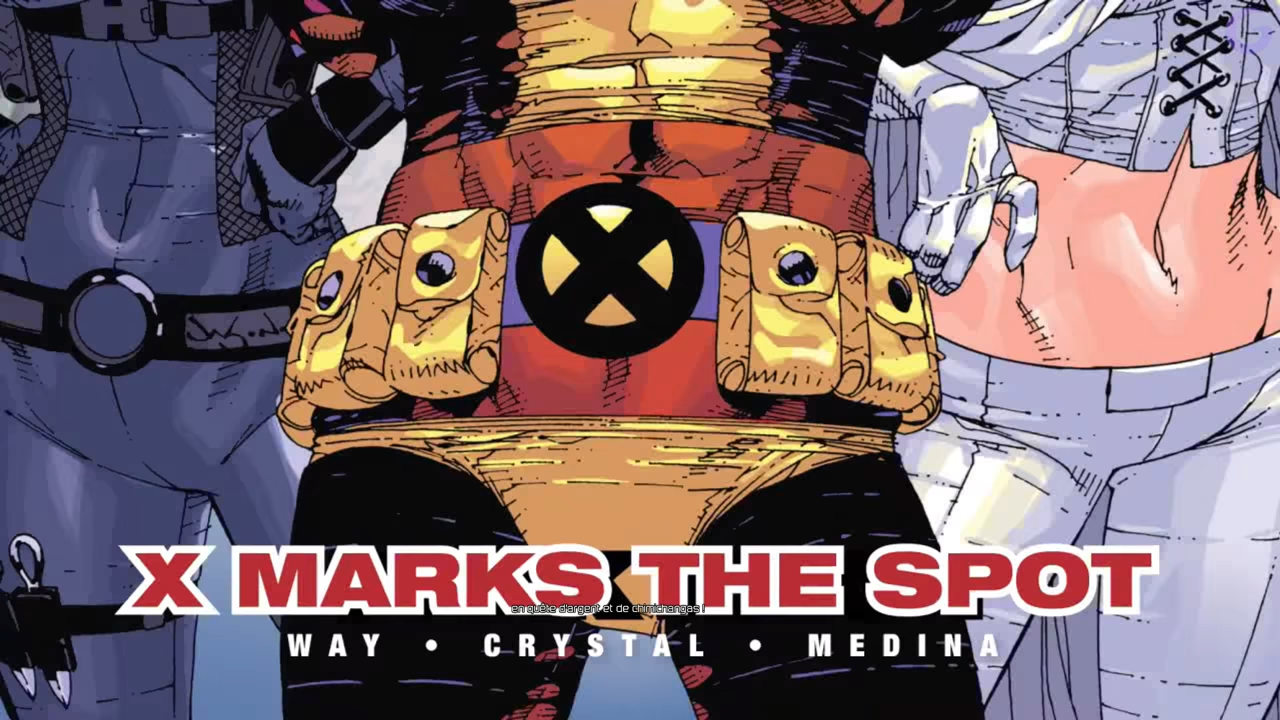 X MARKS THE SPOT
en quête d'argent et de chimichangas !
WAY • CRYSTAL • MEDINA